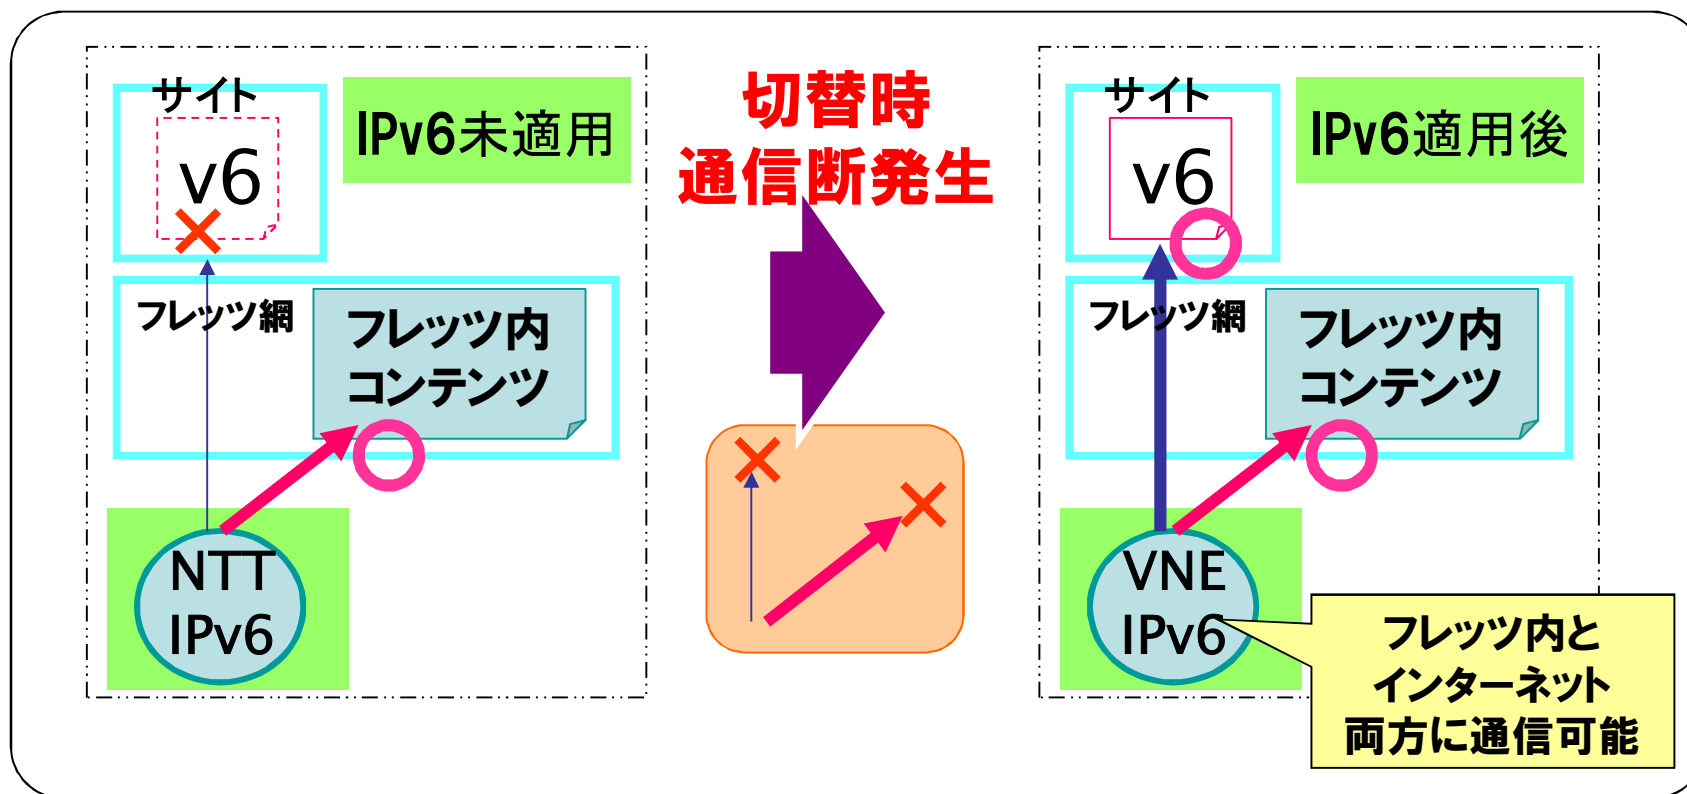 サイト
v6
IPv6未適用
フレッツ網
フレッツ内
コンテンツ
NTT
IPv6
切替時
通信断発生
サイト
v6
IPv6適用後
フレッツ網
フレッツ内
コンテンツ
VNE
IPv6
フレッツ内と
インターネット
両方に通信可能